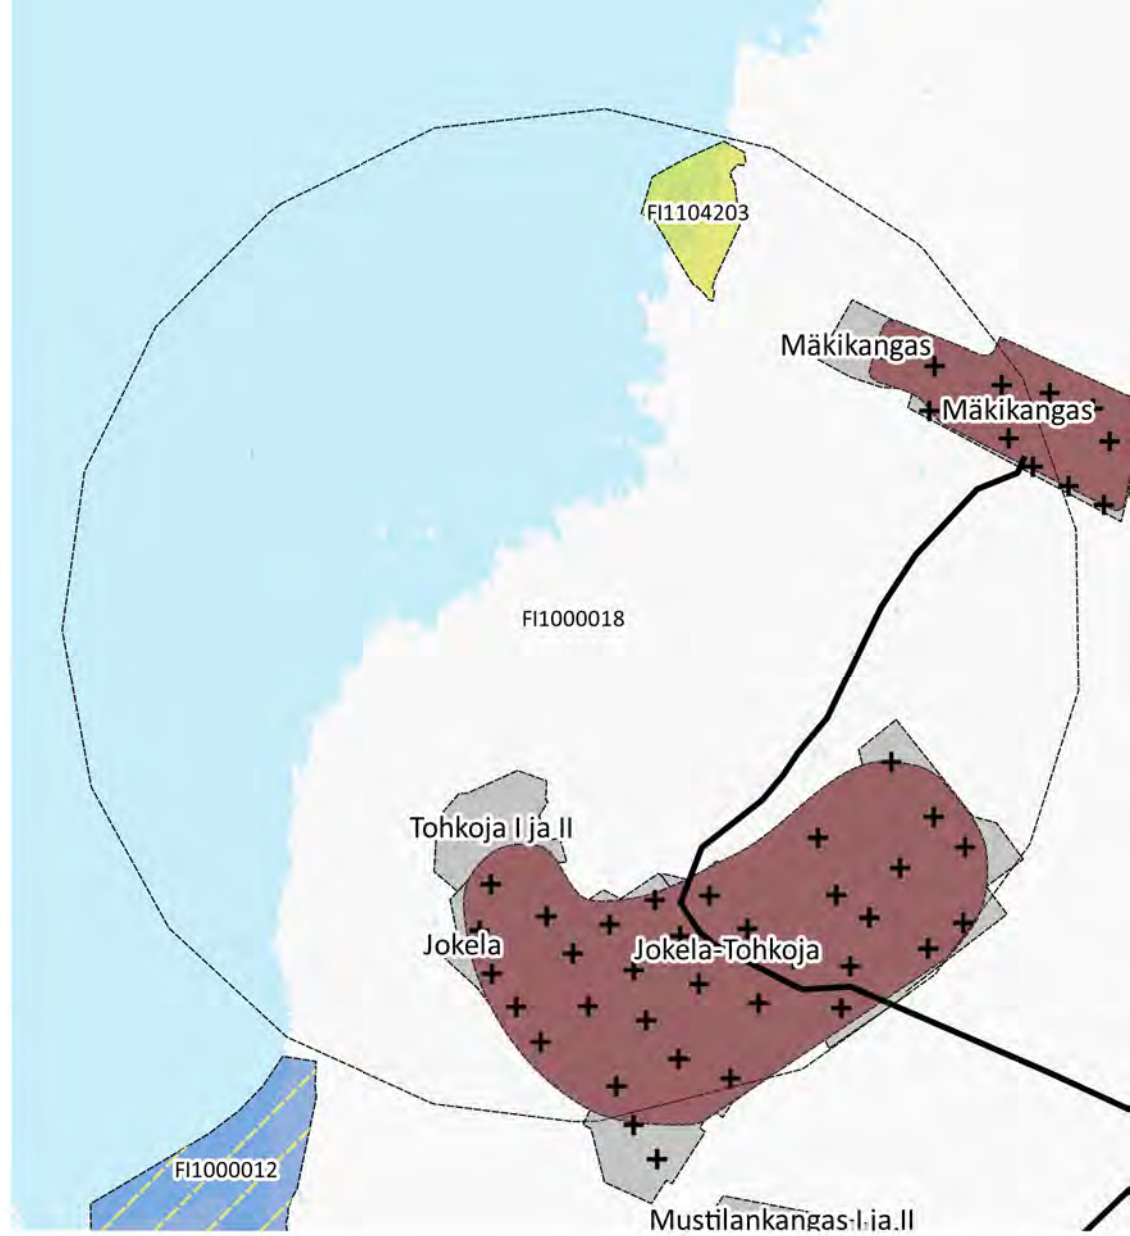 FI1104203
Mäkikangas
Mäkikangas
FI1000018
Tohkoja I ja II
Jokela
Jokela-Tohkoja
FI1000012
Mustilankangas I ja II